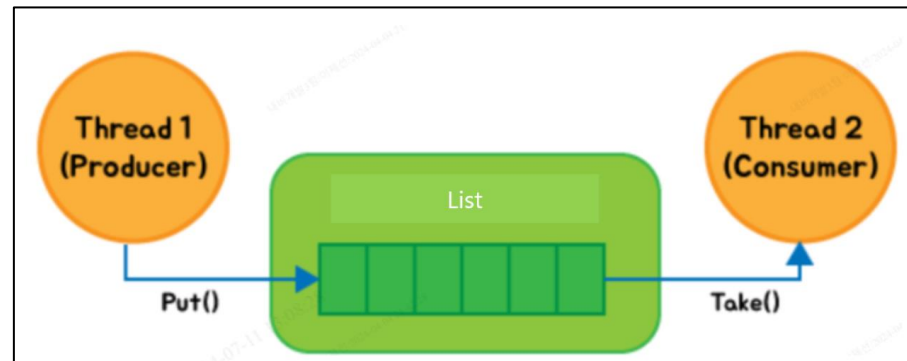 Thread 1
(Producer)
Thread 2
(Consumer)
List
Put()
Take()